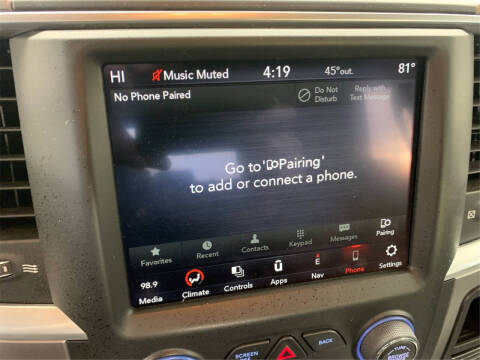 HI Music Muted 4:19 45°out. 81°
No Phone Paired Do Not Disturb Reply with Text Message
Go to 'Pairing'
to add or connect a phone.
Favorites Recent Contacts Keypad Messages Pairing
98.9
Media Climate Controls Apps Nav Phone Settings
E
SCREEN
BACK
TUNE